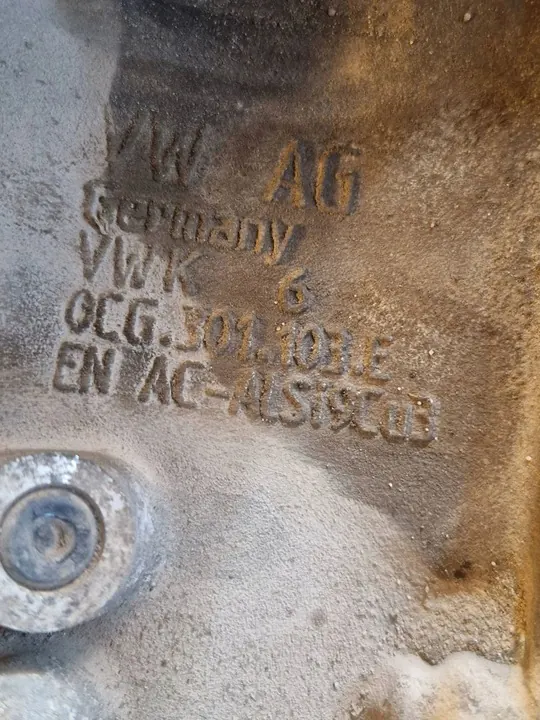 VW AG
Germany
VWK 6
0CG.301.103.E
EN AC-ALSi9Cu3